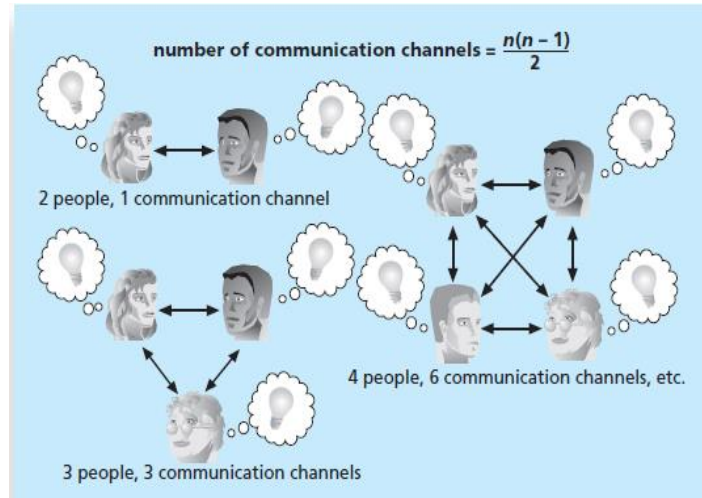 number of communication channels = n(n – 1)
2
2 people, 1 communication channel
4 people, 6 communication channels, etc.
3 people, 3 communication channels